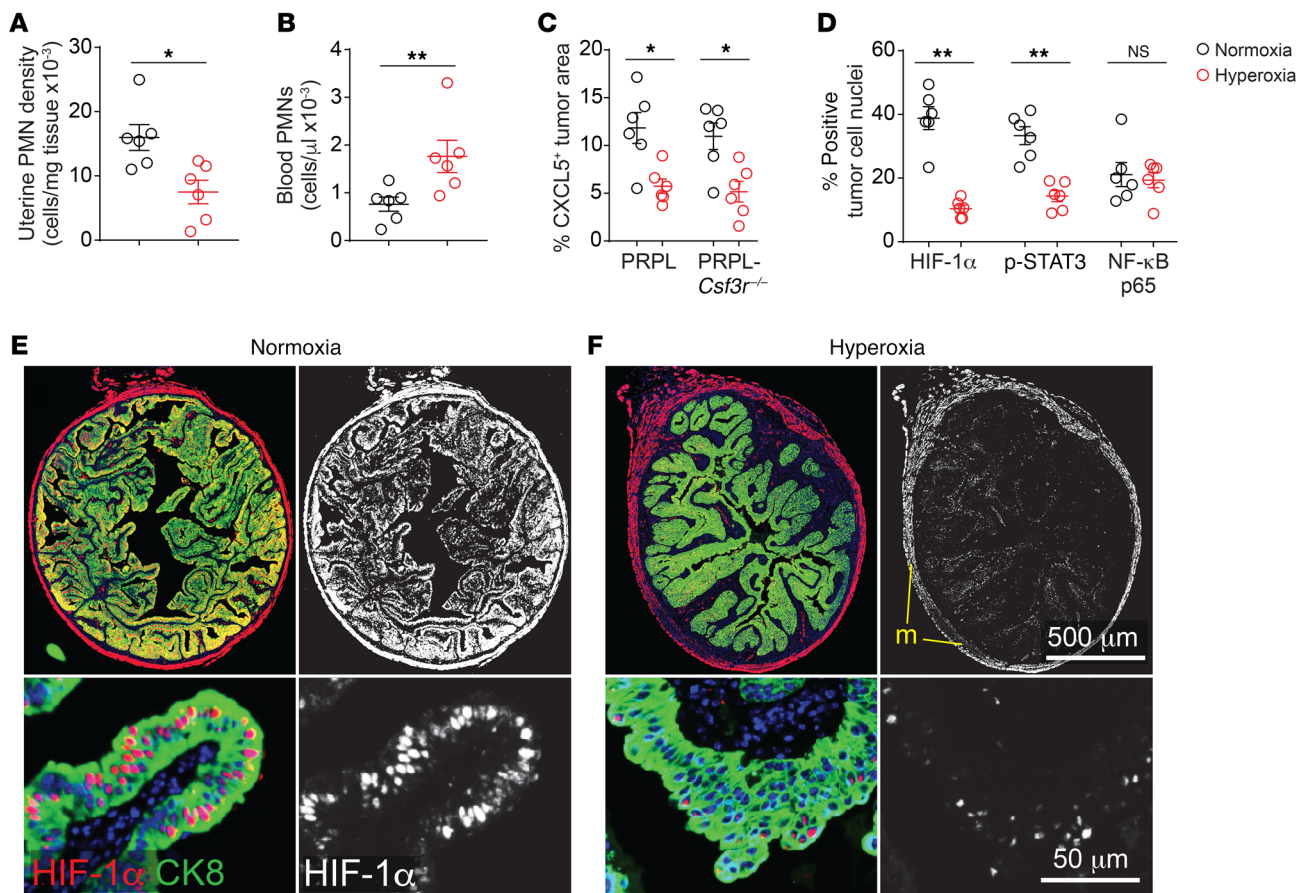 A
Uterine PMN density
(cells/mg tissue x10⁻³)
30
20
10
0
*
B
Blood PMNs
(cells/μl x10⁻³)
4
3
2
1
0
**
C
% CXCL5⁺ tumor area
20
15
10
5
0
*
*
PRPL
PRPL-
Csf3r⁻/⁻
D
% Positive
tumor cell nuclei
60
40
20
0
**
**
NS
HIF-1α
p-STAT3
NF-κB
p65
Normoxia
Hyperoxia
E
Normoxia
F
Hyperoxia
m
500 μm
HIF-1α CK8
HIF-1α
50 μm